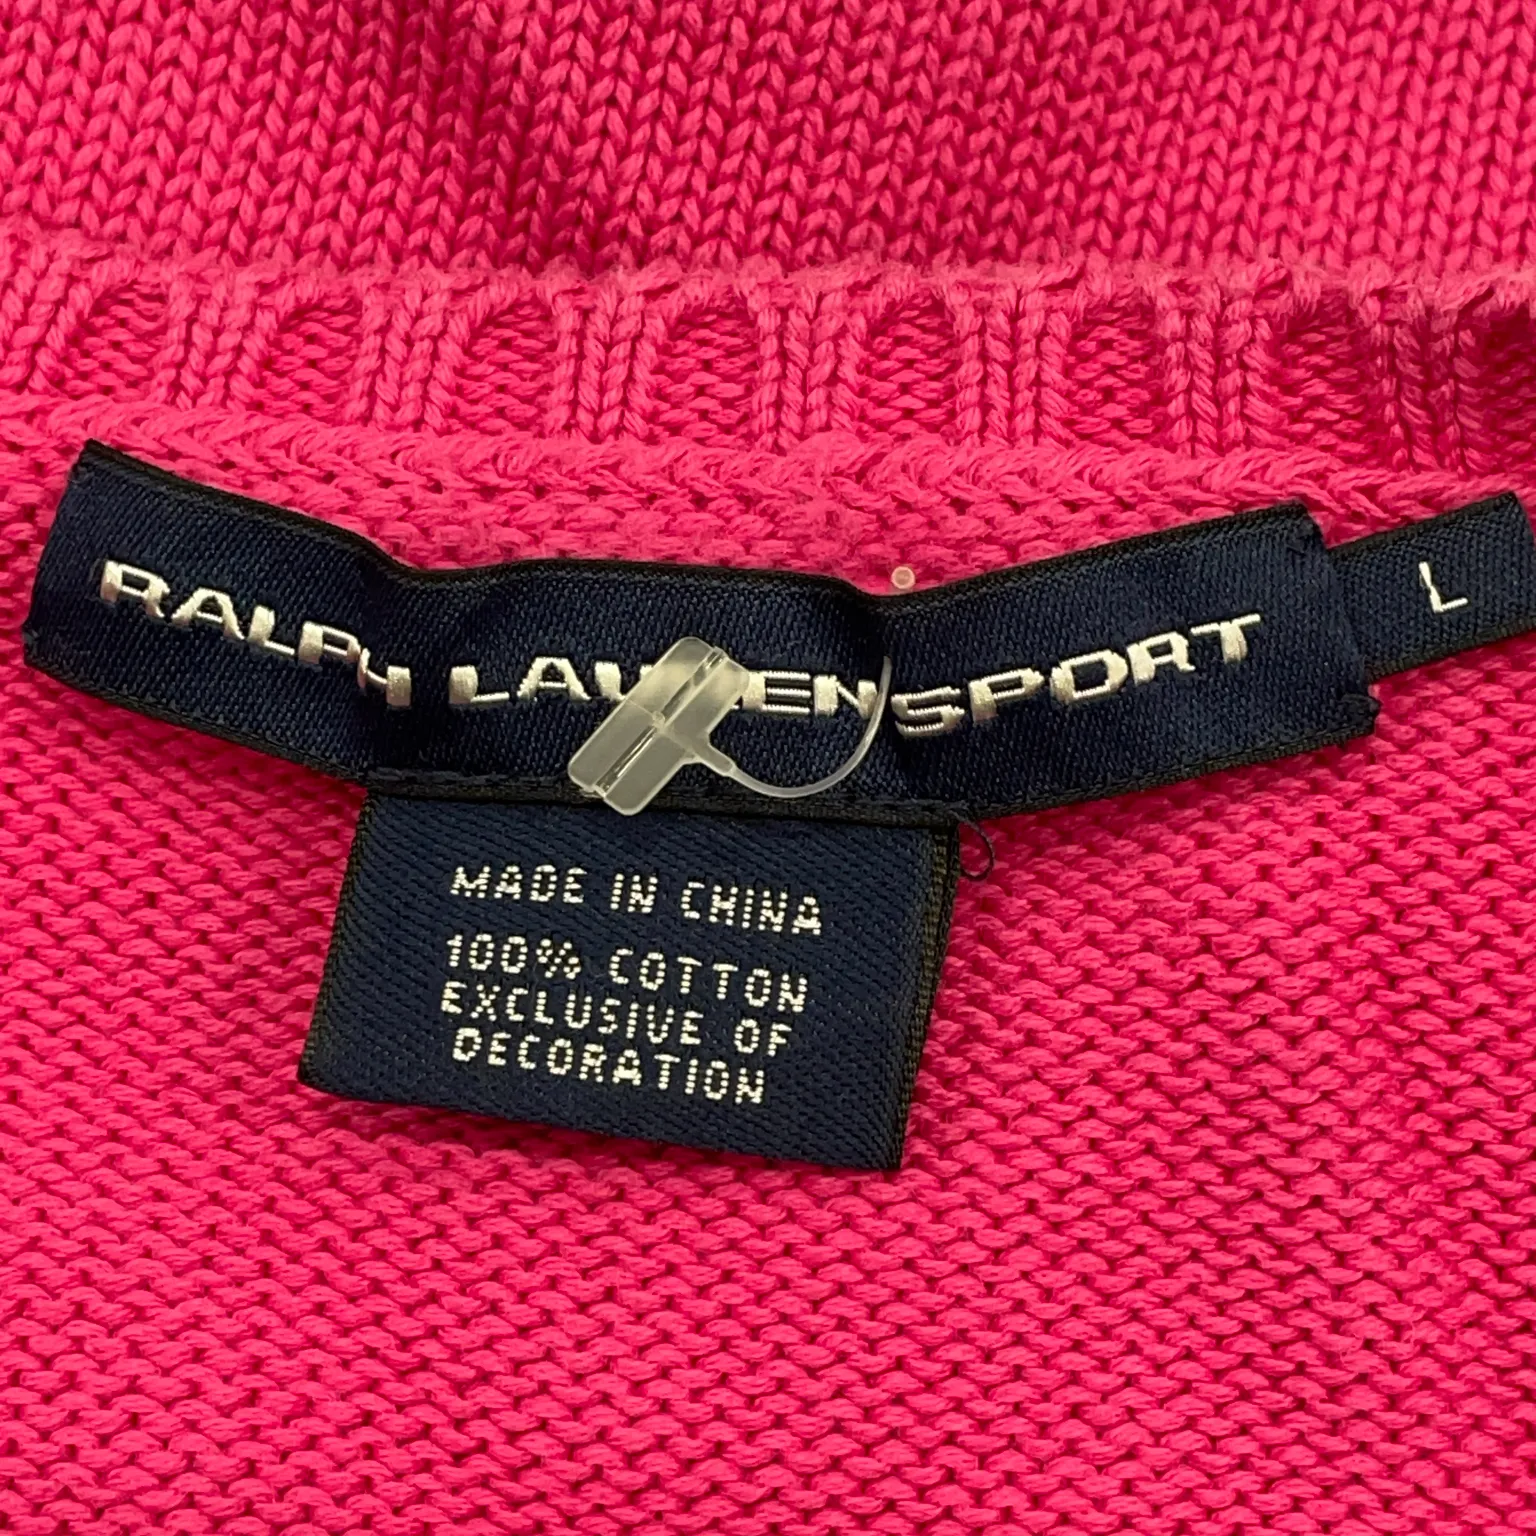 RALPH LAUREN SPORT
L
MADE IN CHINA
100% COTTON
EXCLUSIVE OF
DECORATION